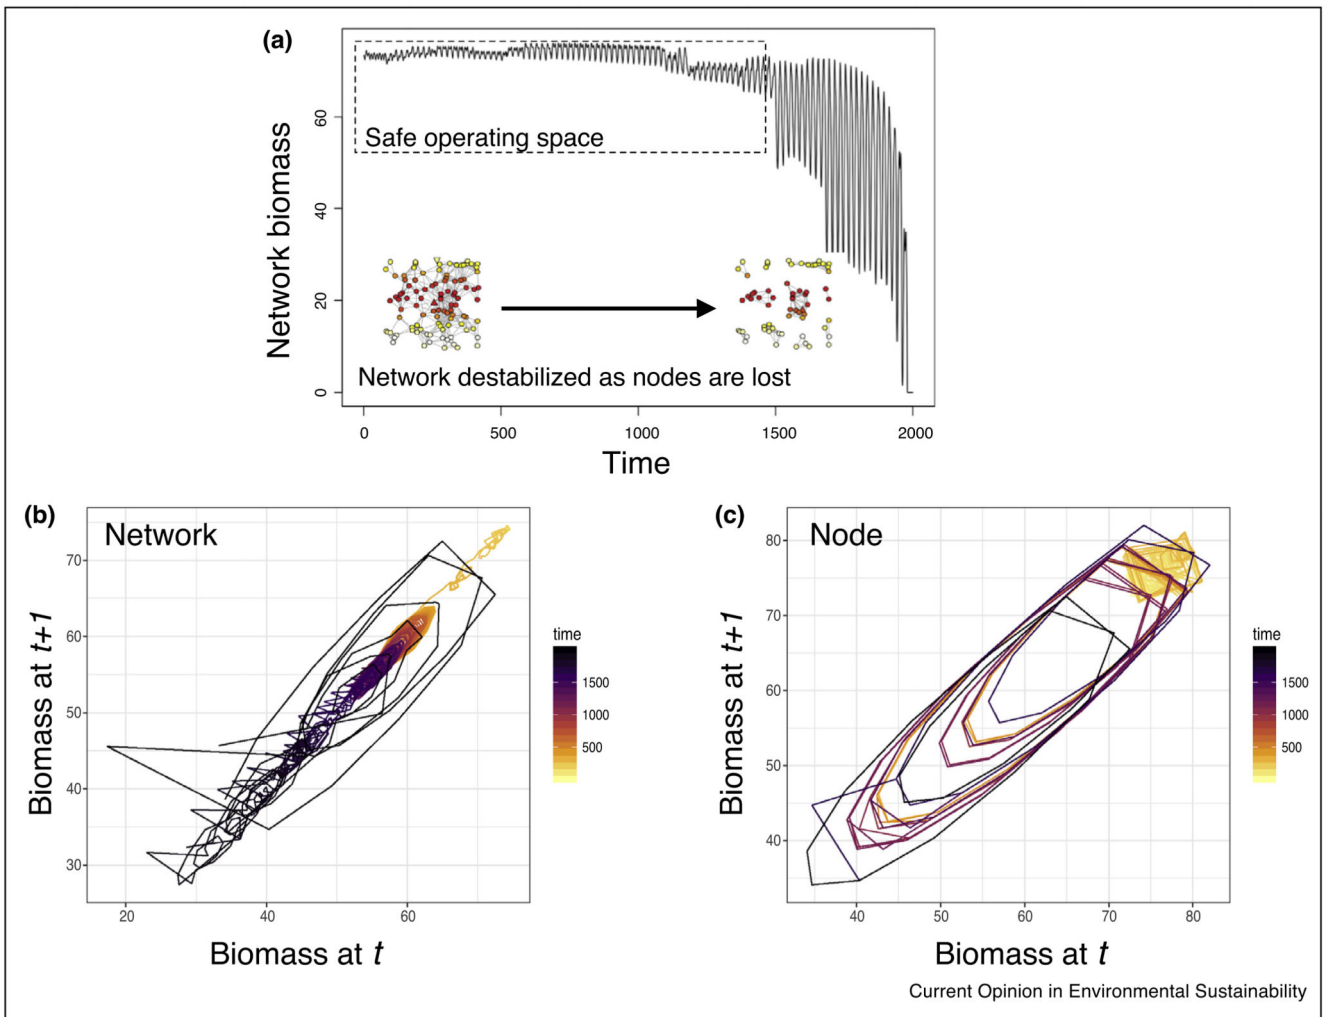 (a)
Network biomass
60
40
20
0
Safe operating space
Network destabilized as nodes are lost
0 500 1000 1500 2000
Time
(b)
Network
Biomass at t+1
70
60
50
40
30
20 40 60
Biomass at t
time
1500
1000
500
(c)
Node
Biomass at t+1
80
70
60
50
40
40 50 60 70 80
Biomass at t
time
1500
1000
500
Current Opinion in Environmental Sustainability